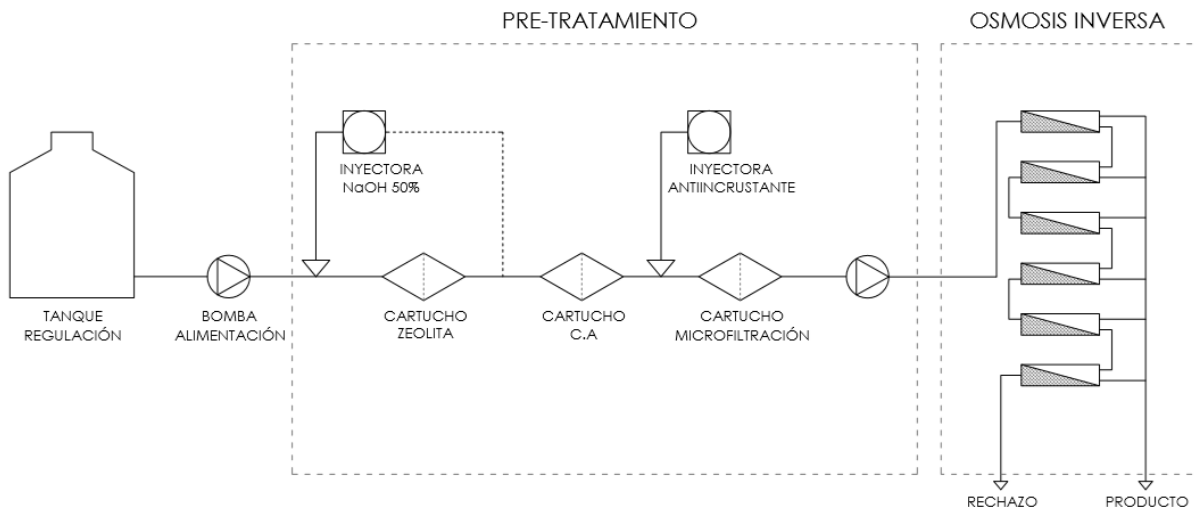 PRE-TRATAMIENTO
OSMOSIS INVERSA
INYECTORA
NaOH 50%
INYECTORA
ANTIINCRUSTANTE
TANQUE
REGULACIÓN
BOMBA
ALIMENTACIÓN
CARTUCHO
ZEOLITA
CARTUCHO
C.A
CARTUCHO
MICROFILTRACIÓN
RECHAZO
PRODUCTO